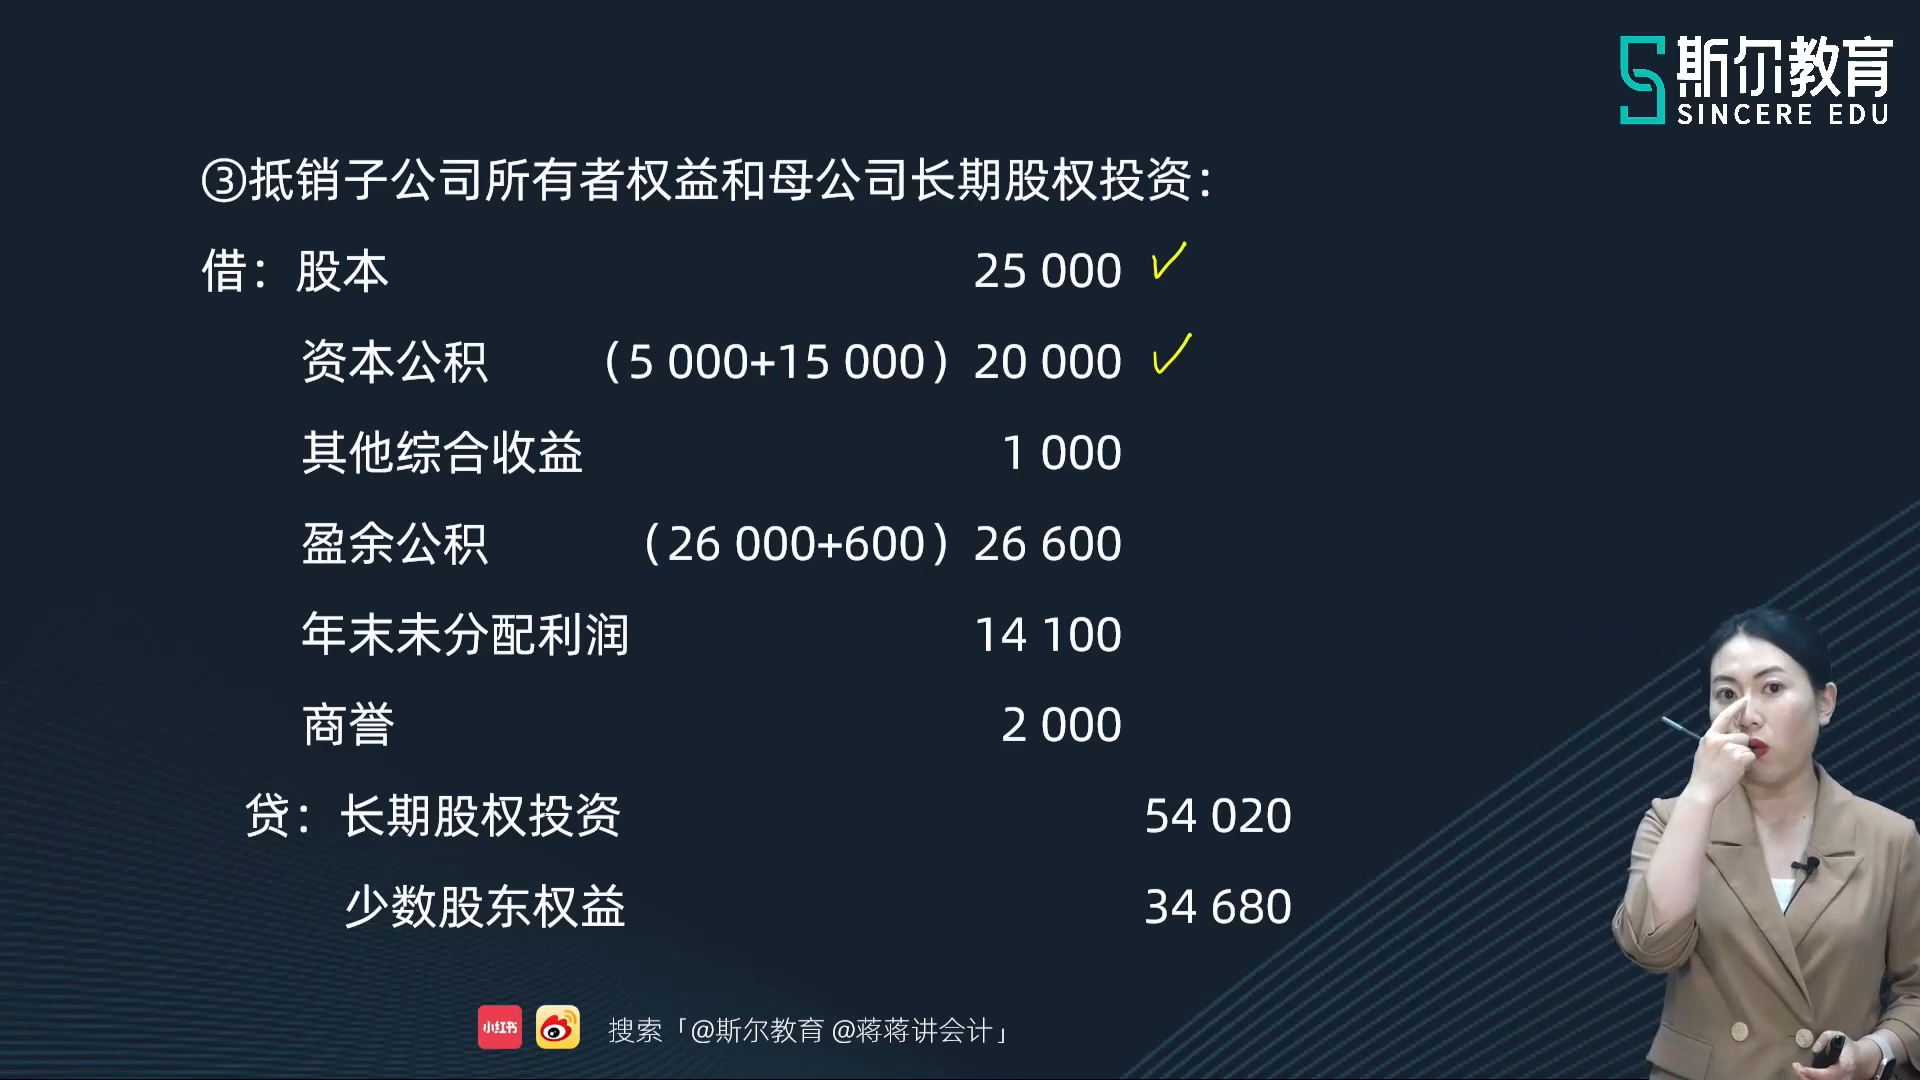 斯尔教育
SINCERE EDU
③抵销子公司所有者权益和母公司长期股权投资：
借：股本 25 000
资本公积 （5 000+15 000）20 000
其他综合收益 1 000
盈余公积 （26 000+600）26 600
年末未分配利润 14 100
商誉 2 000
贷：长期股权投资 54 020
少数股东权益 34 680
小红书 搜索「@斯尔教育 @蒋蒋讲会计」